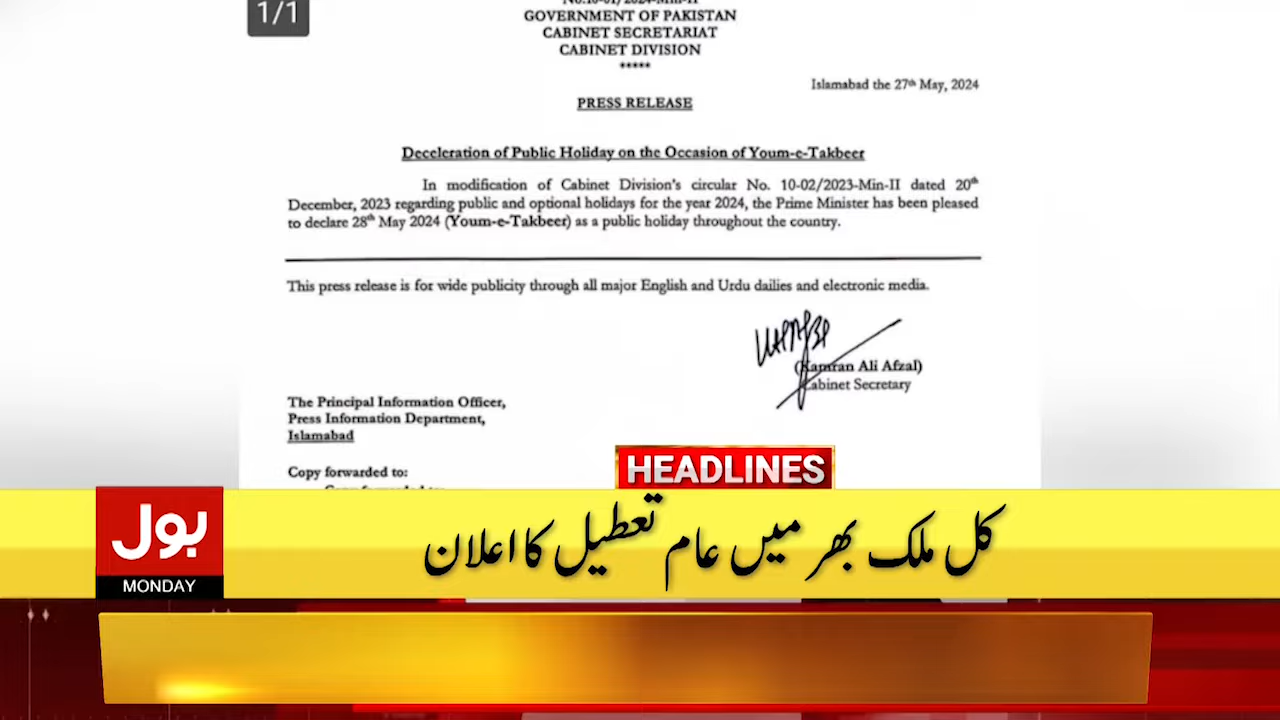 1/1
GOVERNMENT OF PAKISTAN
CABINET SECRETARIAT
CABINET DIVISION
*****
Islamabad the 27th May, 2024
PRESS RELEASE
Deceleration of Public Holiday on the Occasion of Youm-e-Takbeer
In modification of Cabinet Division's circular No. 10-02/2023-Min-II dated 20th
December, 2023 regarding public and optional holidays for the year 2024, the Prime Minister has been pleased
to declare 28th May 2024 (Youm-e-Takbeer) as a public holiday throughout the country.
This press release is for wide publicity through all major English and Urdu dailies and electronic media.
(Kamran Ali Afzal)
Cabinet Secretary
The Principal Information Officer,
Press Information Department,
Islamabad
Copy forwarded to:
HEADLINES
کل ملک بھر میں عام تعطیل کا اعلان
بول
MONDAY